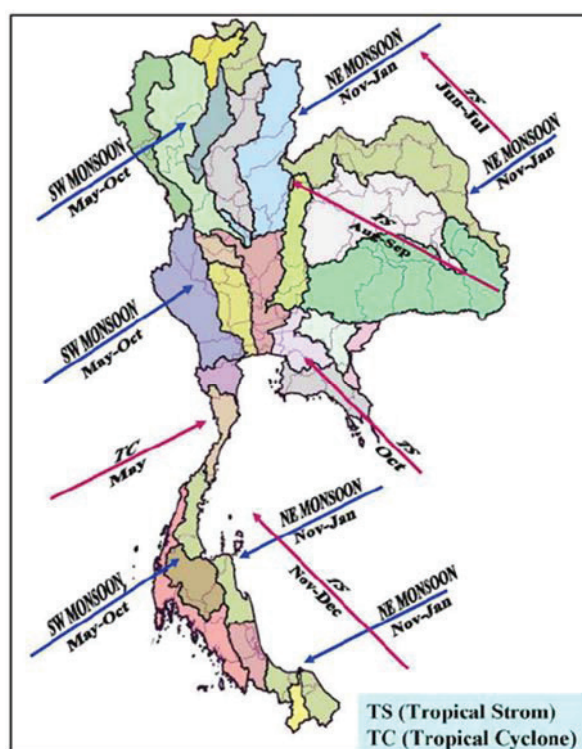 NE MONSOON
Nov-Jan
TS
Jun-Jul
NE MONSOON
Nov-Jan
SW MONSOON
May-Oct
TS
Aug-Sep
SW MONSOON
May-Oct
TS
Oct
TC
May
NE MONSOON
Nov-Jan
TS
Nov-Dec
NE MONSOON
Nov-Jan
SW MONSOON
May-Oct
TS (Tropical Strom)
TC (Tropical Cyclone)